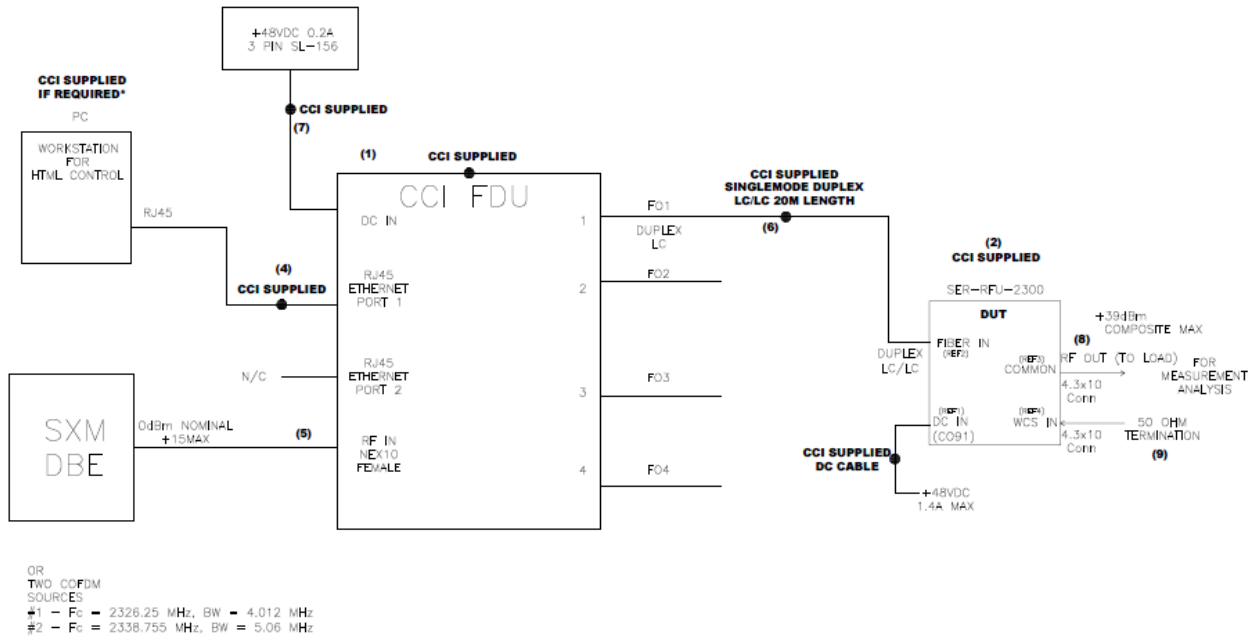 +48VDC 0.2A
3 PIN SL-156
CCI SUPPLIED
IF REQUIRED*
PC
WORKSTATION
FOR
HTML CONTROL
RJ45
CCI SUPPLIED
(7)
(1)
CCI SUPPLIED
CCI FDU
DC IN
(4)
CCI SUPPLIED
RJ45
ETHERNET
PORT 1
N/C
RJ45
ETHERNET
PORT 2
SXM
DBE
0dBm NOMINAL
+15MAX
(5)
RF IN
NEX10
FEMALE
1
2
3
4
FO1
DUPLEX
LC
FO2
FO3
FO4
CCI SUPPLIED
SINGLEMODE DUPLEX
LC/LC 20M LENGTH
(6)
(2)
CCI SUPPLIED
SER-RFU-2300
DUT
DUPLEX
LC/LC
FIBER IN
(REF2)
(REF3)
COMMON
(REF1)
DC IN
(CO91)
(REF4)
WCS IN
+39dBm
COMPOSITE MAX
(8)
RF OUT (TO LOAD)
4.3x10
Conn
FOR
MEASUREMENT
ANALYSIS
50 OHM
TERMINATION
(9)
4.3x10
Conn
CCI SUPPLIED
DC CABLE
+48VDC
1.4A MAX
OR
TWO COFDM
SOURCES
#1 - Fc = 2326.25 MHz, BW = 4.012 MHz
#2 - Fc = 2338.755 MHz, BW = 5.06 MHz